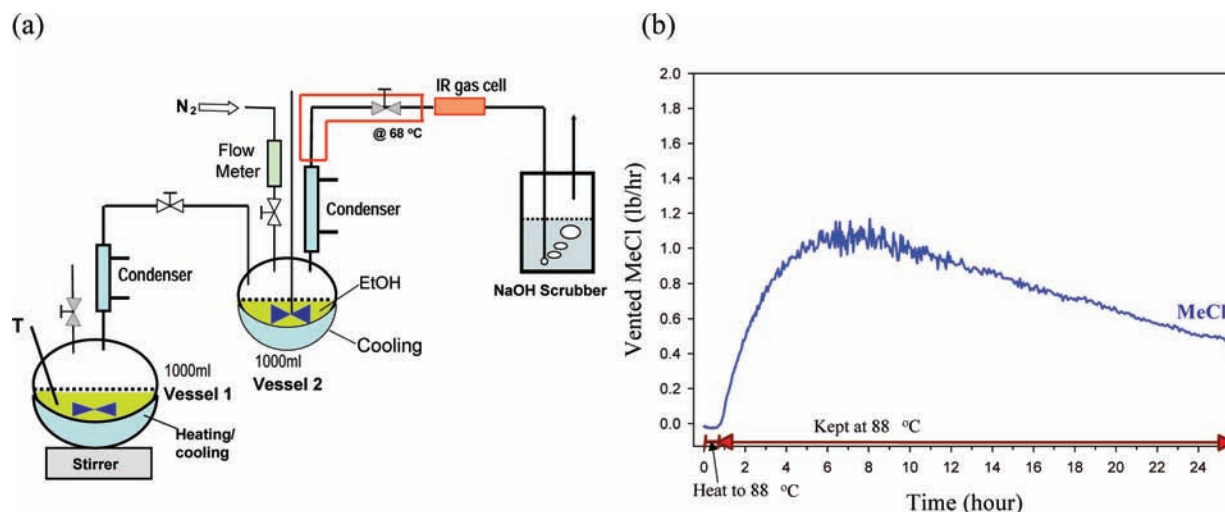 (a)
N₂
Flow
Meter
IR gas cell
@ 68 ºC
Condenser
NaOH Scrubber
Condenser
EtOH
Cooling
1000ml
Vessel 2
T
1000ml
Vessel 1
Heating/
cooling
Stirrer
(b)
Vented MeCl (lb/hr)
2.0
1.8
1.6
1.4
1.2
1.0
0.8
0.6
0.4
0.2
0.0
MeCl
Kept at 88 ºC
0 2 4 6 8 10 12 14 16 18 20 22 24
Heat to 88 ºC
Time (hour)